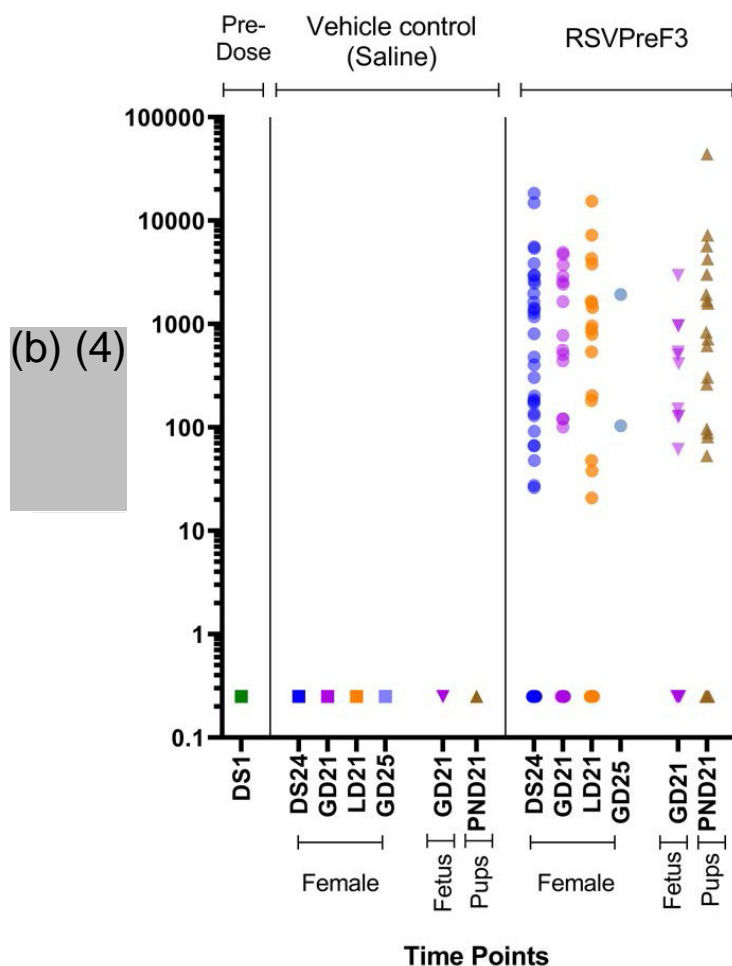 Pre-
Dose
Vehicle control
(Saline)
RSVPreF3
100000
10000
1000
100
10
1
0.1
(b) (4)
DS1
DS24
GD21
LD21
GD25
GD21
PND21
DS24
GD21
LD21
GD25
GD21
PND21
Female
Fetus
Pups
Female
Fetus
Pups
Time Points